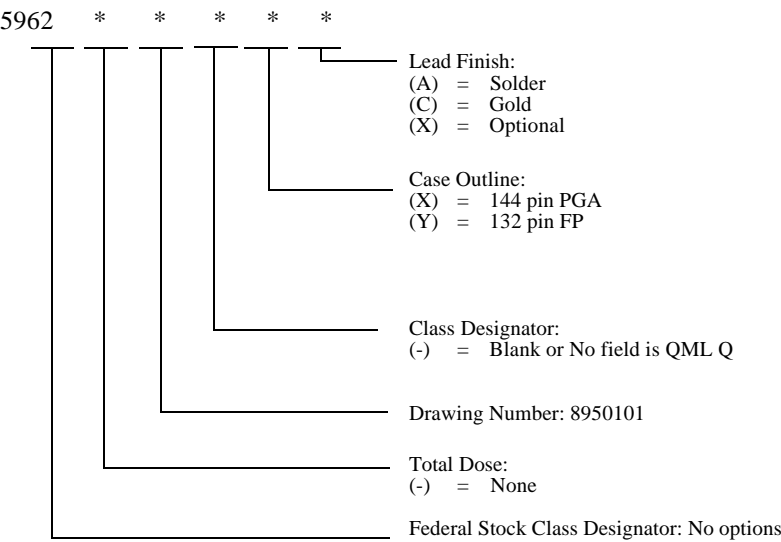 5962 * * * * *
Lead Finish:
(A) = Solder
(C) = Gold
(X) = Optional
Case Outline:
(X) = 144 pin PGA
(Y) = 132 pin FP
Class Designator:
(-) = Blank or No field is QML Q
Drawing Number: 8950101
Total Dose:
(-) = None
Federal Stock Class Designator: No options